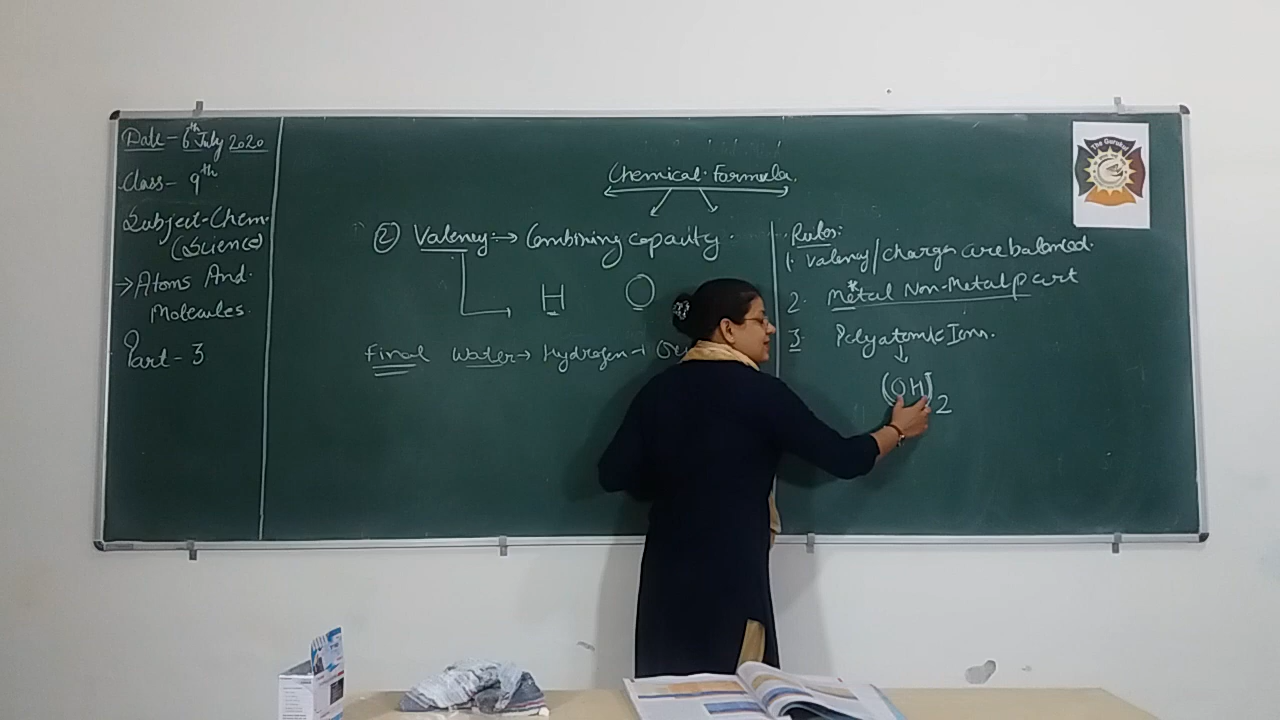 Date - 6th July 2020
Class - 9th
Subject - Chem.
(Science)
→ Atoms And
Molecules.
Part - 3
Chemical Formula.
② Valency :→ Combining capacity.
H O
Final Water → Hydrogen
Rules:
1. Valency/charges are balanced.
2. Metal Non-Metal part
3. Polyatomic Ions.
(OH)2
The Gurukul